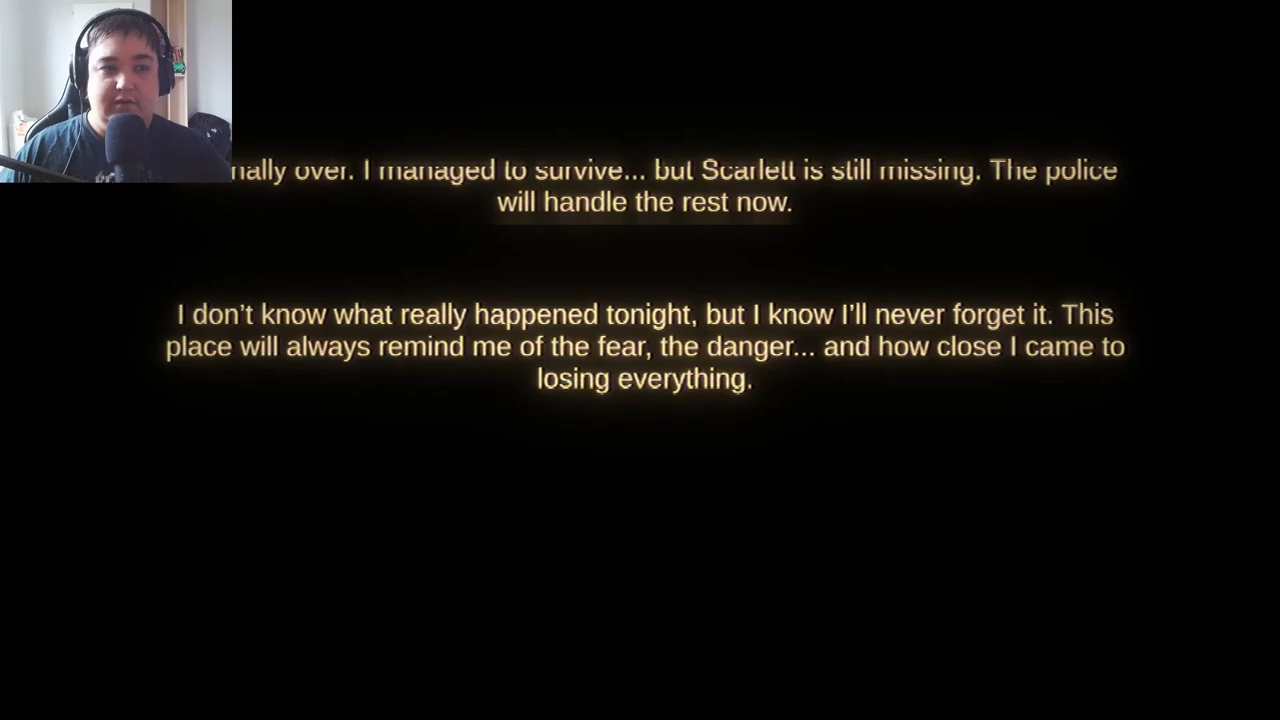 over. I managed to survive... but Scarlett is still missing. The police
will handle the rest now.
I don’t know what really happened tonight, but I know I’ll never forget it. This
place will always remind me of the fear, the danger... and how close I came to
losing everything.